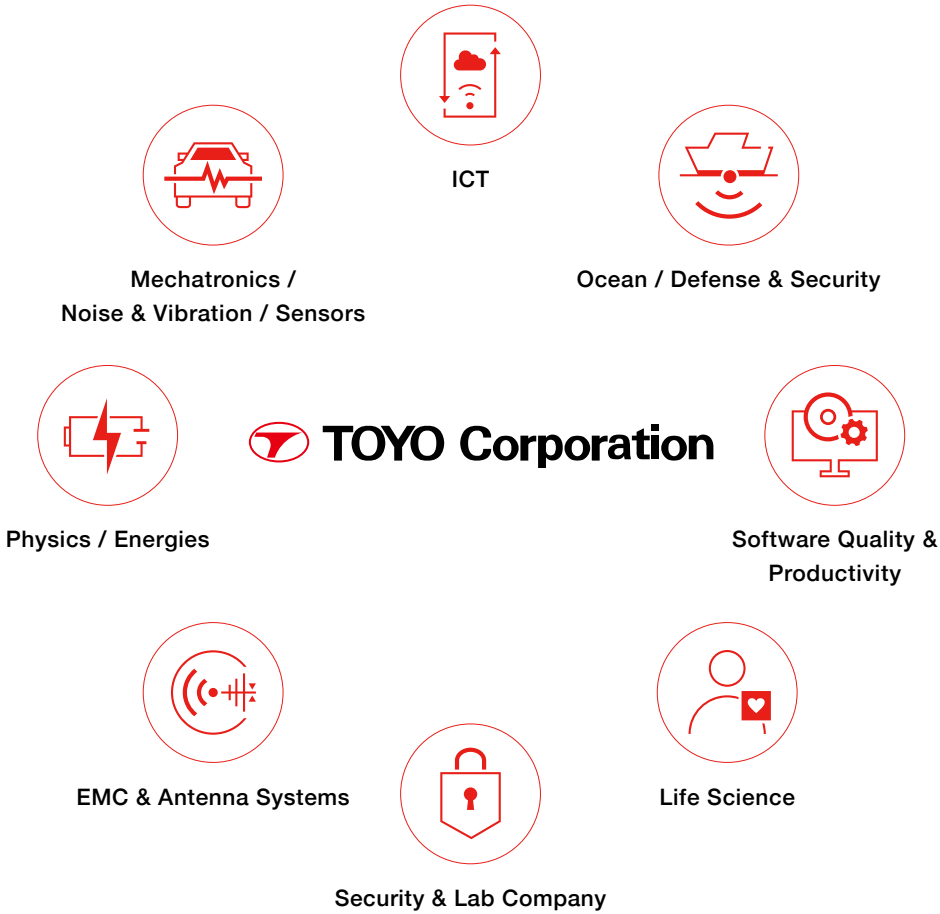 ICT
Mechatronics /
Noise & Vibration / Sensors
Ocean / Defense & Security
TOYO Corporation
Physics / Energies
Software Quality &
Productivity
EMC & Antenna Systems
Life Science
Security & Lab Company